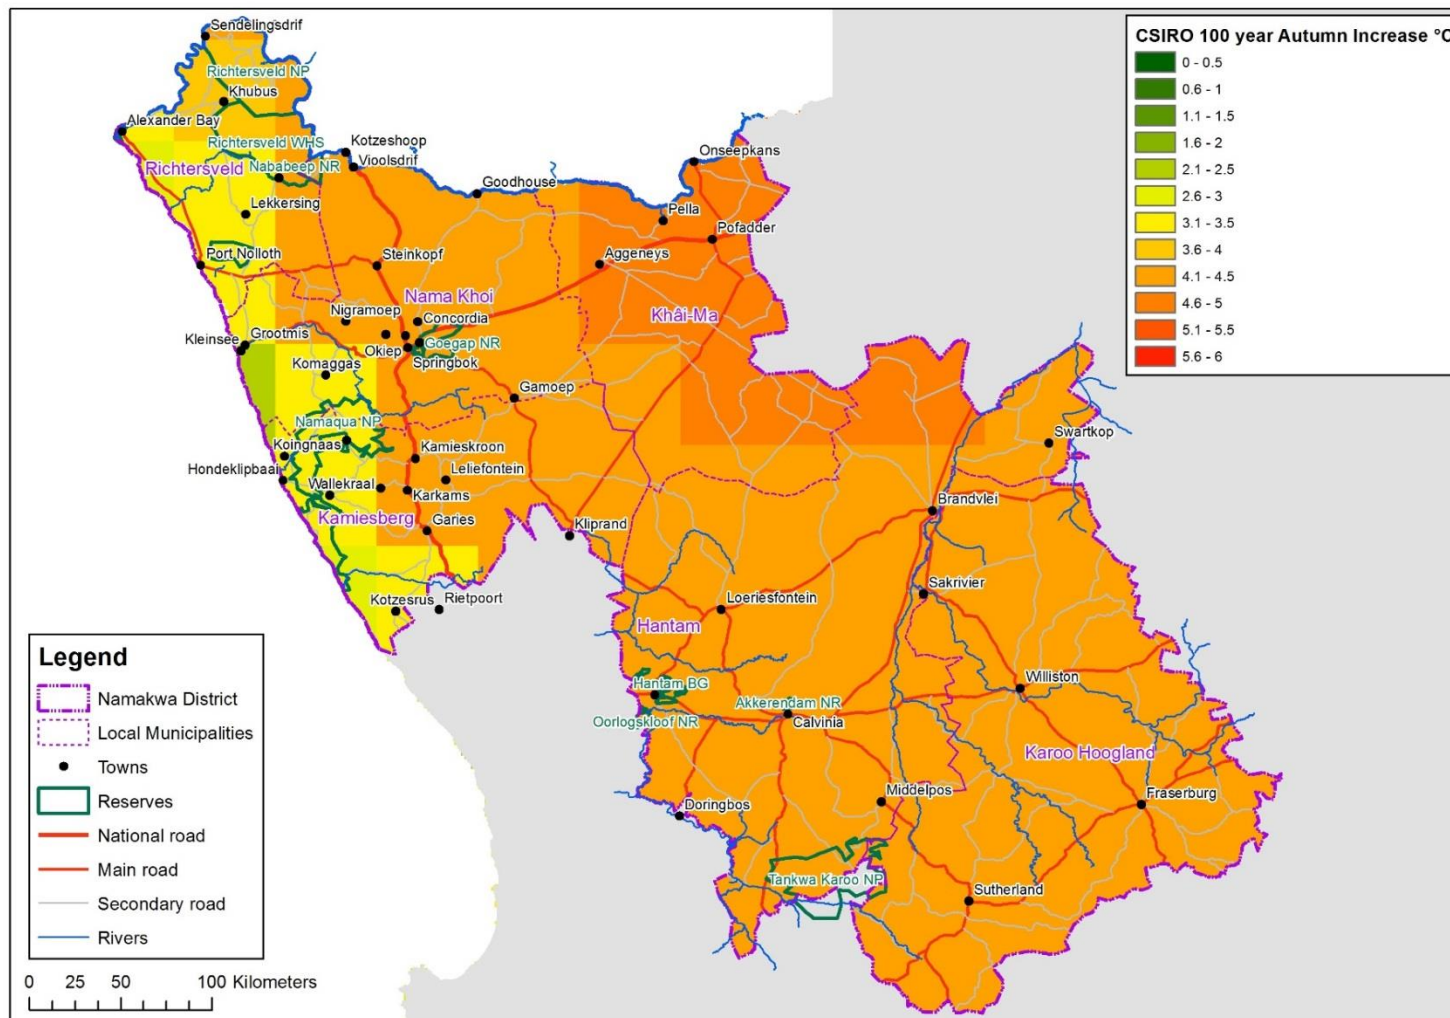 Sendelingsdrif
Richtersveld NP
Khubus
Alexander Bay
Richtersveld WHS
Kotzeshoop
Vioolsdrif
Richtersveld
Nababeep NR
Lekkersing
Goodhouse
Onseepkans
Pella
Pofadder
Port Nolloth
Steinkopf
Aggeneys
Nama Khoi
Khâi-Ma
Nigramoep
Concordia
Kleinsee
Grootmis
Okiep
Goegap NR
Springbok
Komaggas
Gamoep
Namaqua NP
Koingnaas
Kamieskroon
Swartkop
Hondeklipbaai
Wallekraal
Leliefontein
Karkams
Kamiesberg
Garies
Kliprand
Brandvlei
Sakrivier
Kotzesrus
Rietpoort
Loeriesfontein
Hantam
Hantam BG
Akkerendam NR
Williston
Oorlogskloof NR
Calvinia
Karoo Hoogland
Middelpos
Fraserburg
Doringbos
Tankwa Karoo NP
Sutherland
CSIRO 100 year Autumn Increase °C
0 - 0.5
0.6 - 1
1.1 - 1.5
1.6 - 2
2.1 - 2.5
2.6 - 3
3.1 - 3.5
3.6 - 4
4.1 - 4.5
4.6 - 5
5.1 - 5.5
5.6 - 6
Legend
Namakwa District
Local Municipalities
Towns
Reserves
National road
Main road
Secondary road
Rivers
0 25 50 100 Kilometers